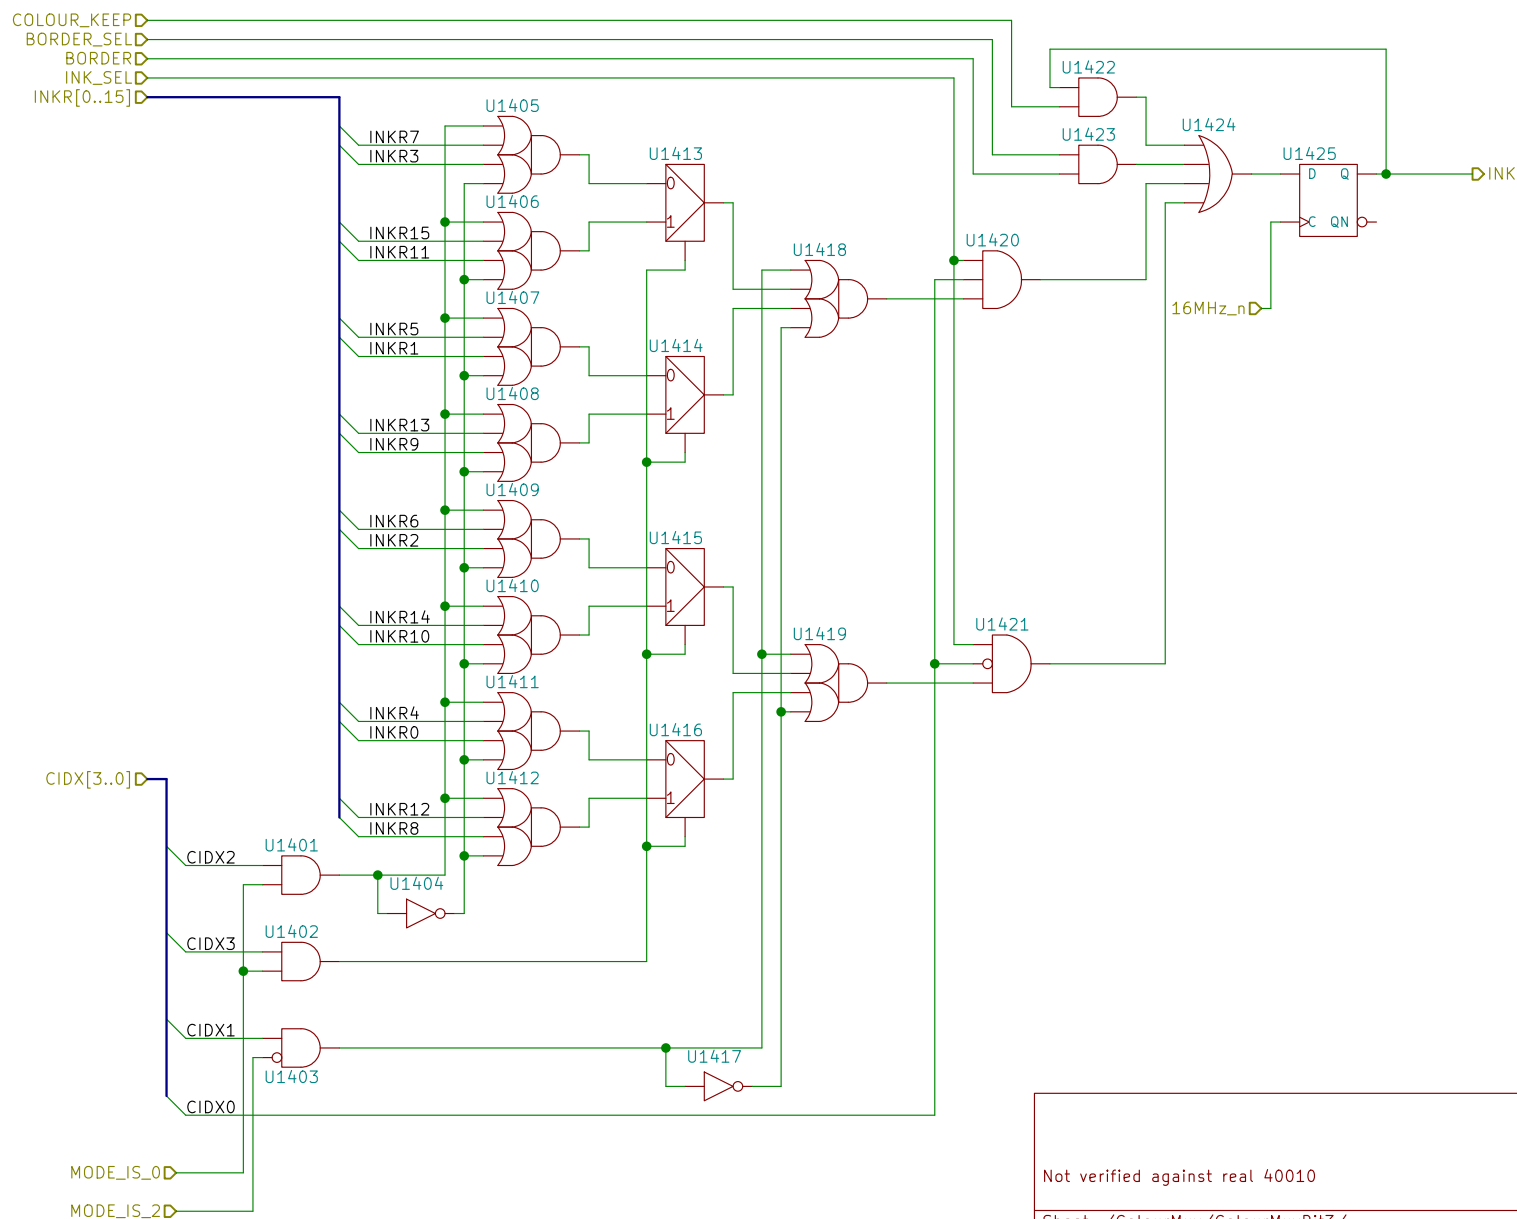 COLOUR_KEEP
BORDER_SEL
BORDER
INK_SEL
INKR[0..15]
U1422
U1405
INKR7
INKR3
U1423
U1424
U1413
0
1
U1425
D Q
C QN
INK
U1406
INKR15
INKR11
U1418
U1420
U1407
INKR5
INKR1
16MHz_n
U1414
0
1
U1408
INKR13
INKR9
U1409
INKR6
INKR2
U1415
0
1
U1410
INKR14
INKR10
U1419
U1421
U1411
INKR4
INKR0
U1416
0
1
CIDX[3..0]
U1412
INKR12
INKR8
U1401
CIDX2
U1404
U1402
CIDX3
CIDX1
U1403
U1417
CIDX0
MODE_IS_0
MODE_IS_2
Not verified against real 40010